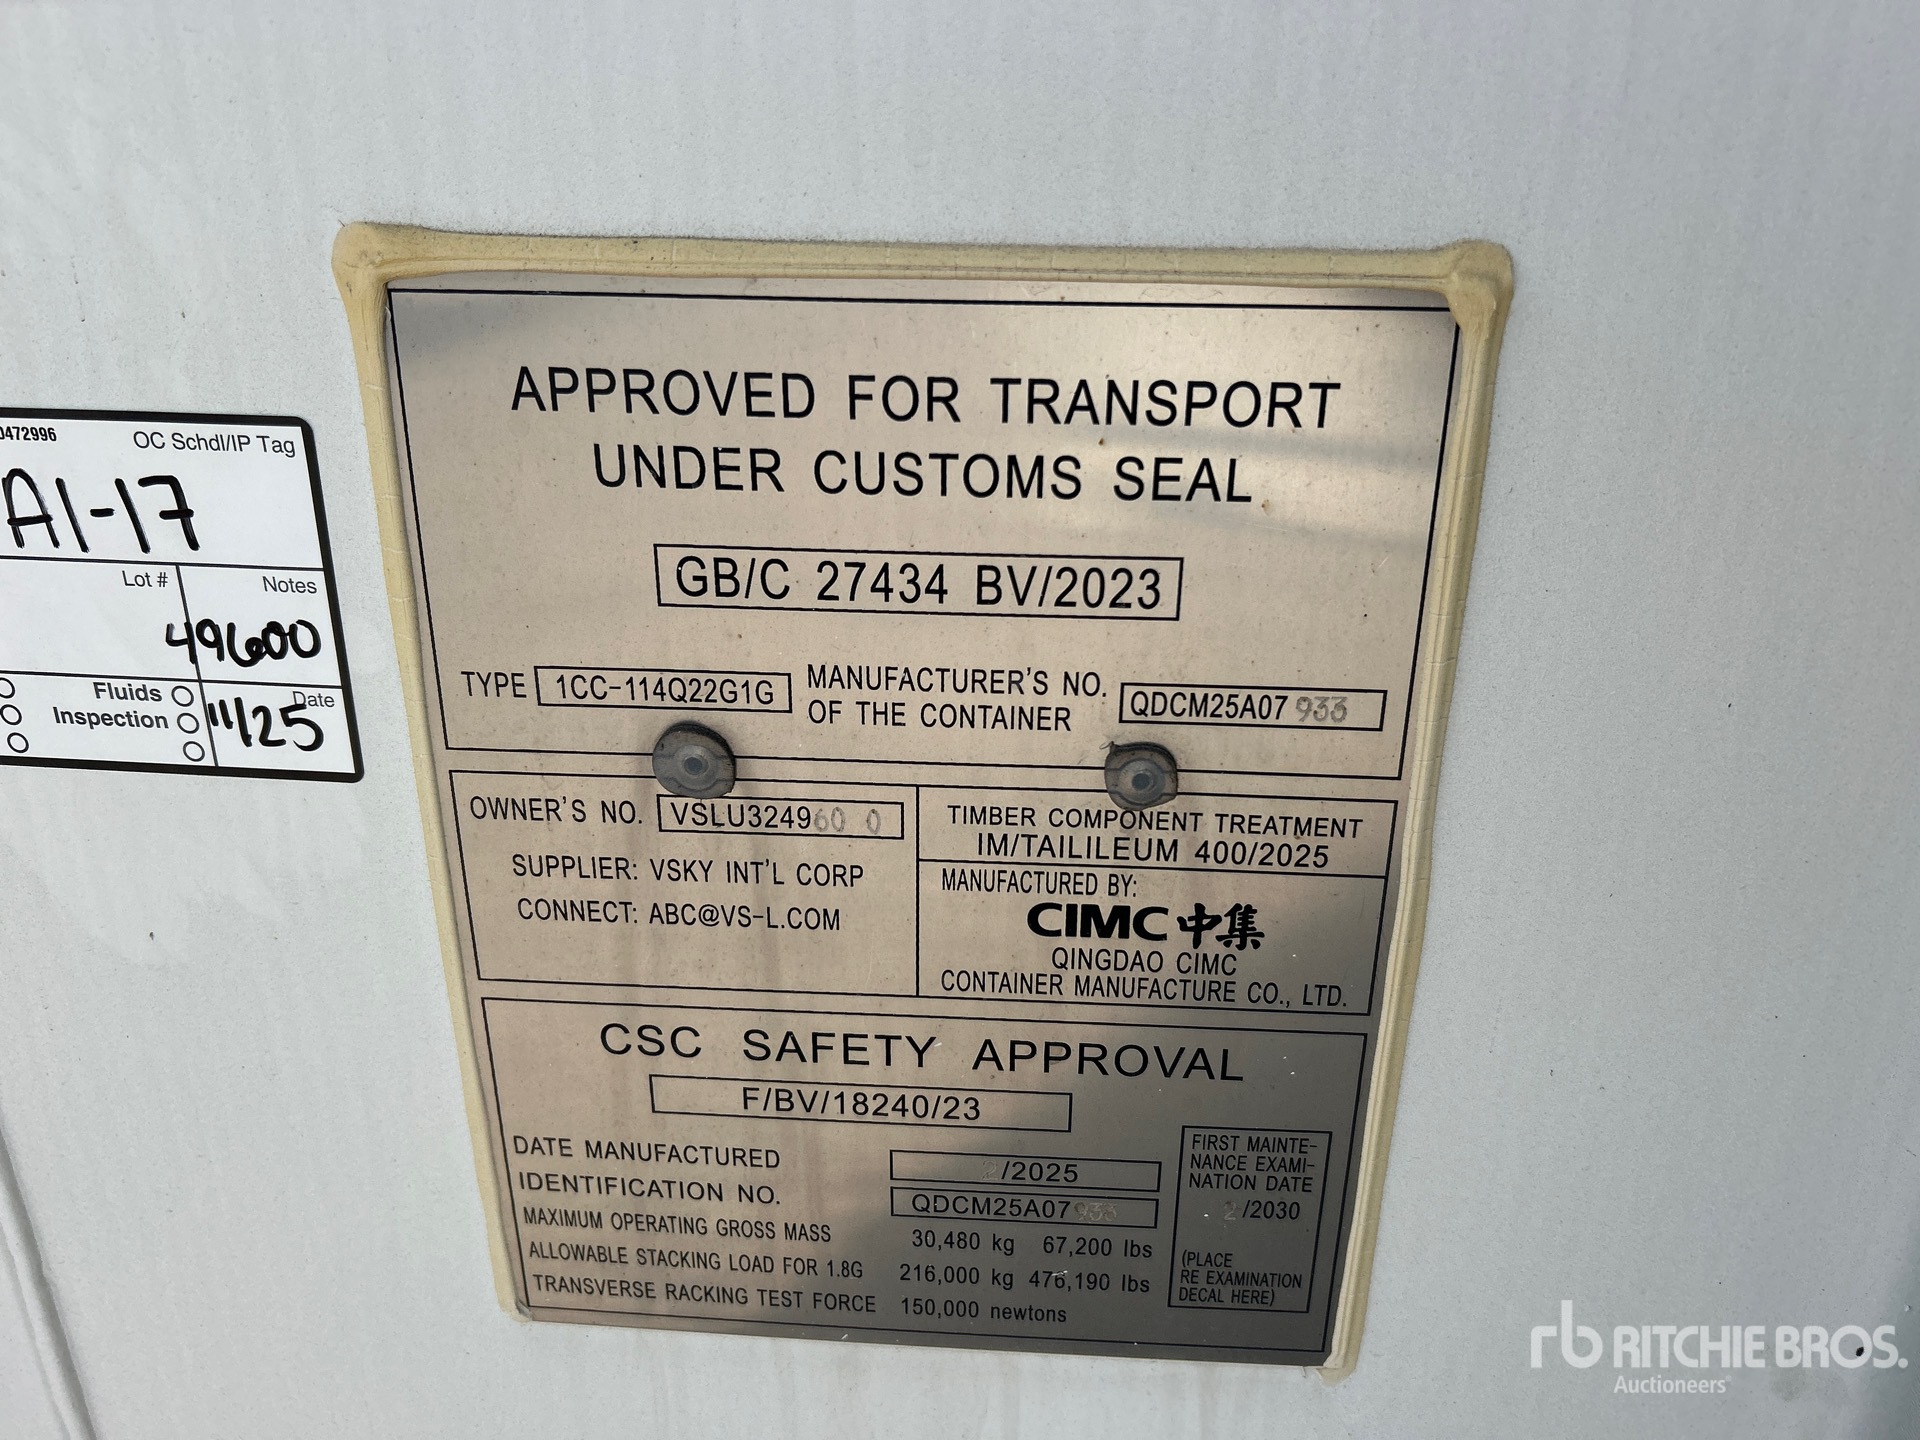 0472996 OC Schdl/IP Tag
A1-17
Lot # Notes
49600
Fluids
Inspection
Date
11/25
APPROVED FOR TRANSPORT
UNDER CUSTOMS SEAL
GB/C 27434 BV/2023
TYPE 1CC-114Q22G1G
MANUFACTURER'S NO.
OF THE CONTAINER
QDCM25A07 933
OWNER'S NO. VSLU324960 0
SUPPLIER: VSKY INT'L CORP
CONNECT: ABC@VS-L.COM
TIMBER COMPONENT TREATMENT
IM/TAILILEUM 400/2025
MANUFACTURED BY:
CIMC中集
QINGDAO CIMC
CONTAINER MANUFACTURE CO., LTD.
CSC SAFETY APPROVAL
F/BV/18240/23
DATE MANUFACTURED 2/2025
IDENTIFICATION NO. QDCM25A07933
MAXIMUM OPERATING GROSS MASS 30,480 kg 67,200 lbs
ALLOWABLE STACKING LOAD FOR 1.8G 216,000 kg 476,190 lbs
TRANSVERSE RACKING TEST FORCE 150,000 newtons
FIRST MAINTE-
NANCE EXAMI-
NATION DATE
2/2030
(PLACE
RE EXAMINATION
DECAL HERE)
rb RITCHIE BROS.
Auctioneers